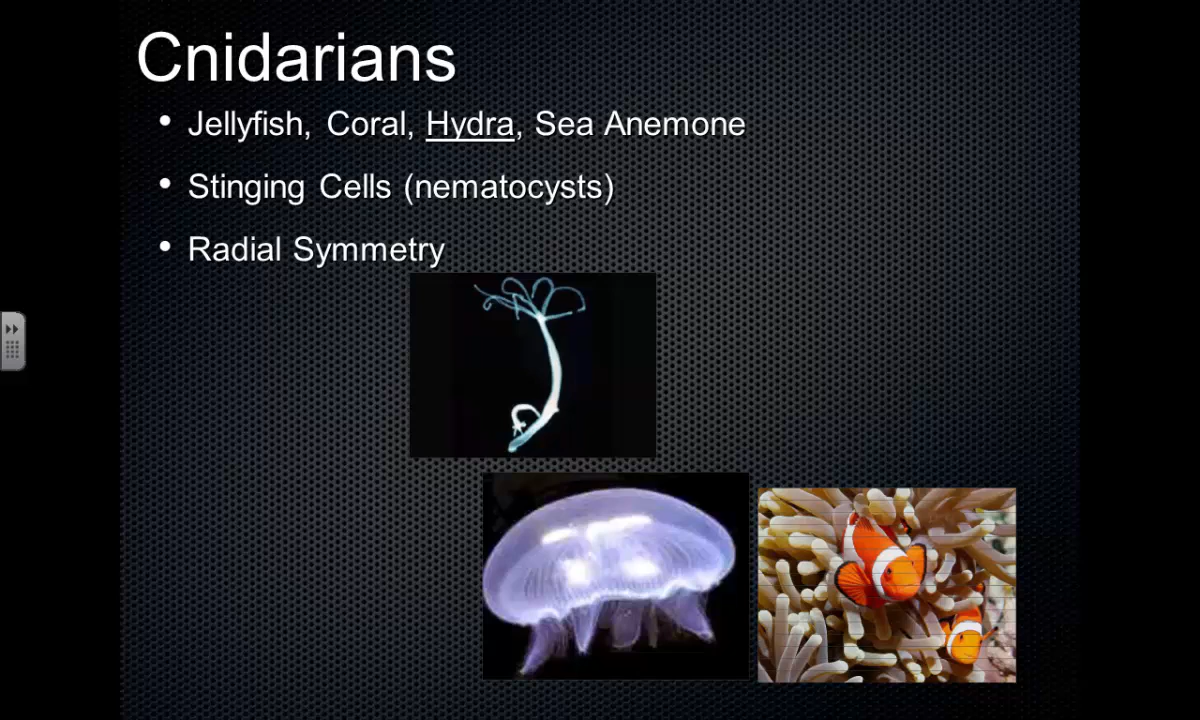 Cnidarians
• Jellyfish, Coral, Hydra, Sea Anemone
• Stinging Cells (nematocysts)
• Radial Symmetry